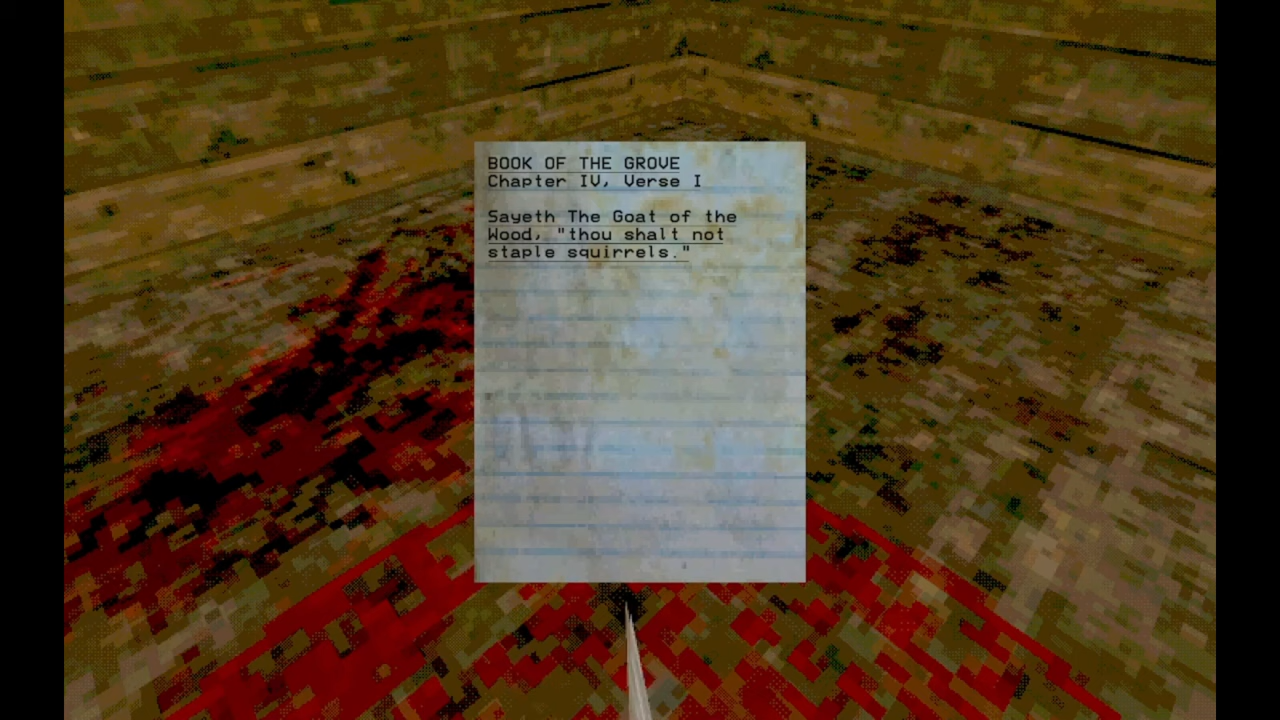 BOOK OF THE GROVE
Chapter IV, Verse I
Sayeth The Goat of the
Wood, "thou shalt not
staple squirrels."